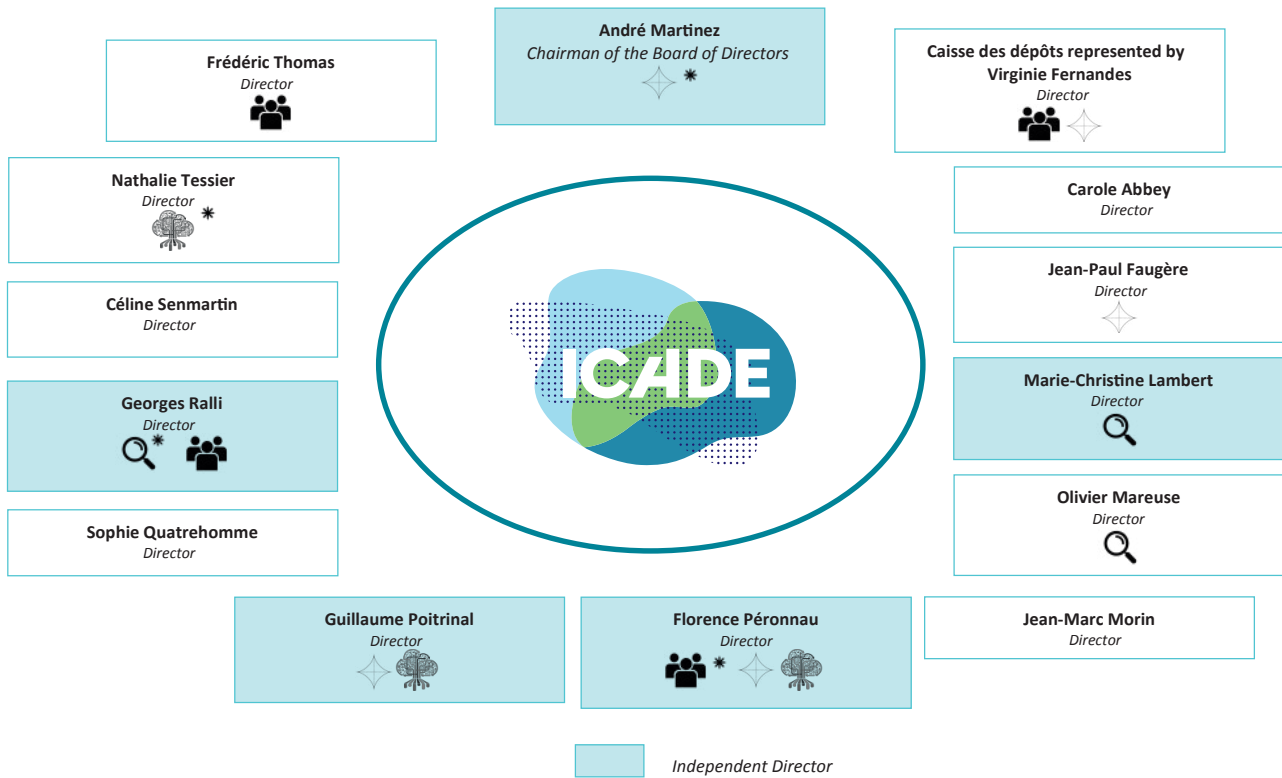 André Martinez
Chairman of the Board of Directors
Frédéric Thomas
Director
Caisse des dépôts represented by
Virginie Fernandes
Director
Nathalie Tessier
Director
Carole Abbey
Director
Céline Senmartin
Director
Jean-Paul Faugère
Director
ICADE
Georges Ralli
Director
Marie-Christine Lambert
Director
Sophie Quatrehomme
Director
Olivier Mareuse
Director
Guillaume Poitrinal
Director
Florence Péronnau
Director
Jean-Marc Morin
Director
Independent Director